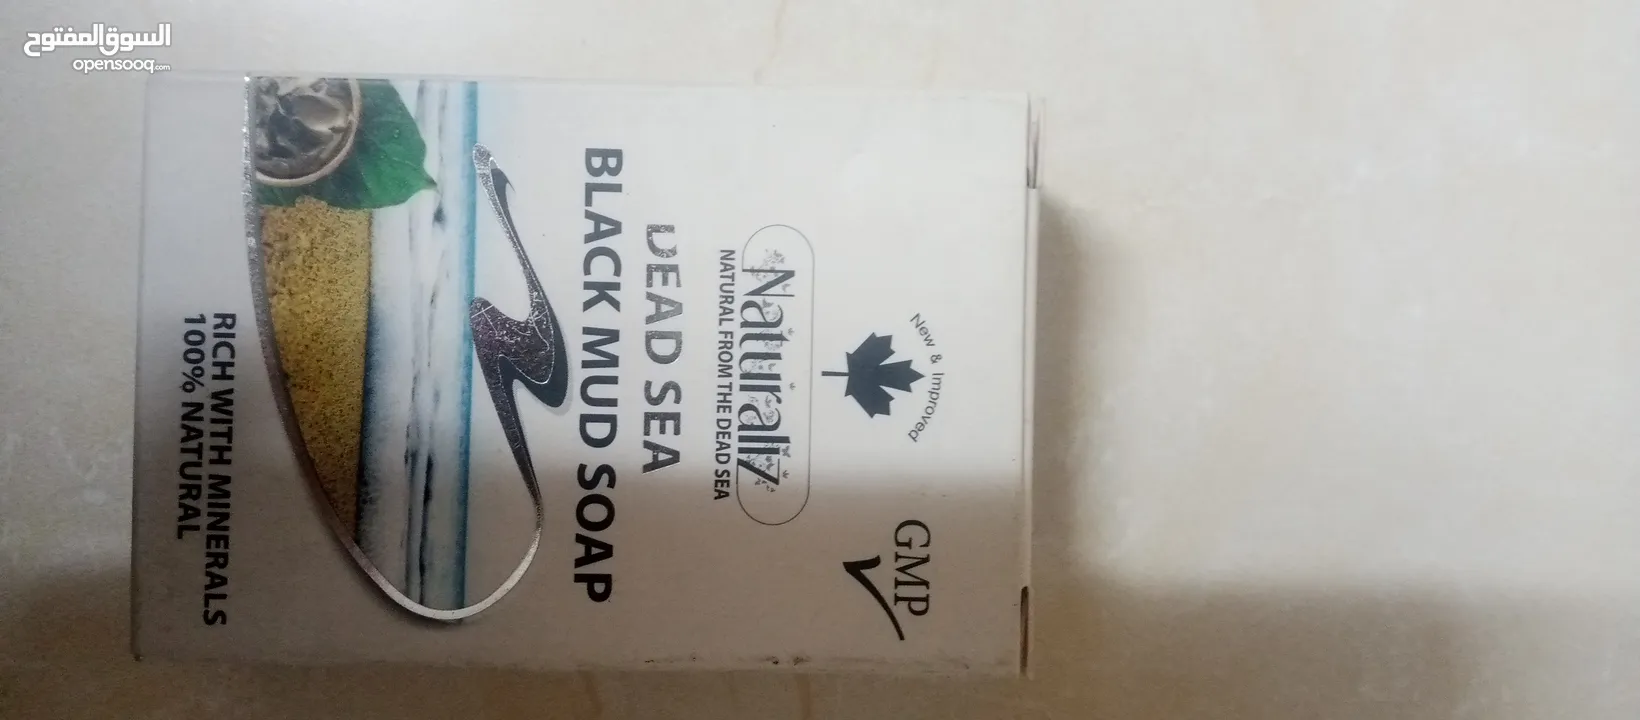 السوق المفتوح
opensooq.com
New & Improved
GMP
Naturally
NATURAL FROM THE DEAD SEA
DEAD SEA
BLACK MUD SOAP
RICH WITH MINERALS
100% NATURAL